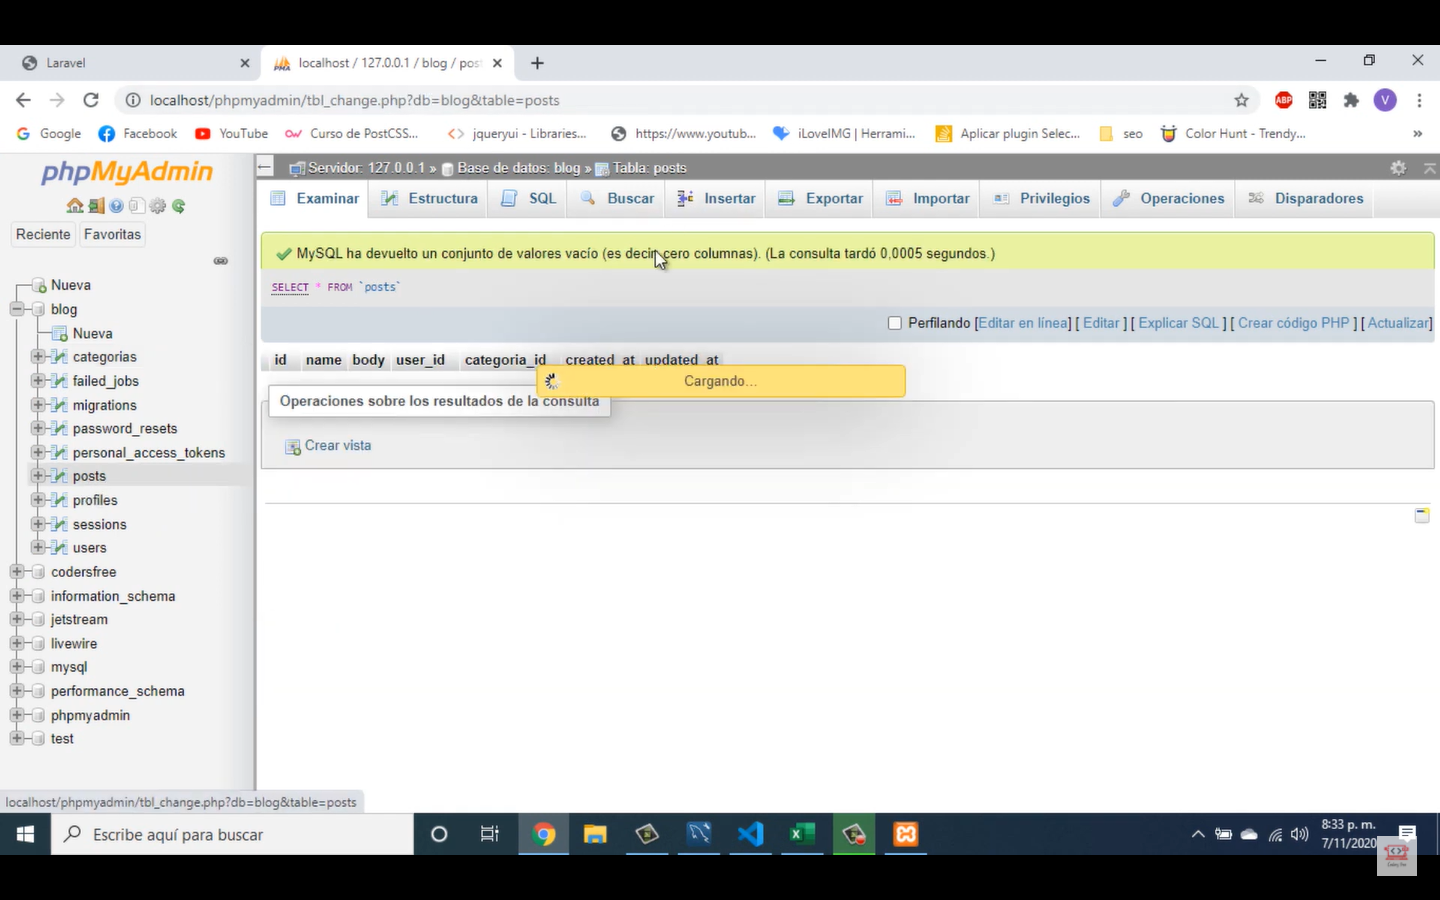 Laravel
localhost / 127.0.0.1 / blog / pos
localhost/phpmyadmin/tbl_change.php?db=blog&table=posts
ABP
V
Google
Facebook
YouTube
Curso de PostCSS...
jqueryui - Libraries...
https://www.youtub...
iLoveIMG | Herrami...
Aplicar plugin Selec...
seo
Color Hunt - Trendy...
»
phpMyAdmin
Reciente
Favoritas
Nueva
blog
Nueva
categorias
failed_jobs
migrations
password_resets
personal_access_tokens
posts
profiles
sessions
users
codersfree
information_schema
jetstream
livewire
mysql
performance_schema
phpmyadmin
test
Servidor: 127.0.0.1 » Base de datos: blog » Tabla: posts
Examinar
Estructura
SQL
Buscar
Insertar
Exportar
Importar
Privilegios
Operaciones
Disparadores
MySQL ha devuelto un conjunto de valores vacío (es decir cero columnas). (La consulta tardó 0,0005 segundos.)
SELECT * FROM `posts`
Perfilando [Editar en línea] [ Editar ] [ Explicar SQL ] [ Crear código PHP ] [ Actualizar]
id name body user_id categoria_id created_at updated_at
Cargando...
Operaciones sobre los resultados de la consulta
Crear vista
localhost/phpmyadmin/tbl_change.php?db=blog&table=posts
Escribe aquí para buscar
8:33 p. m.
7/11/2020